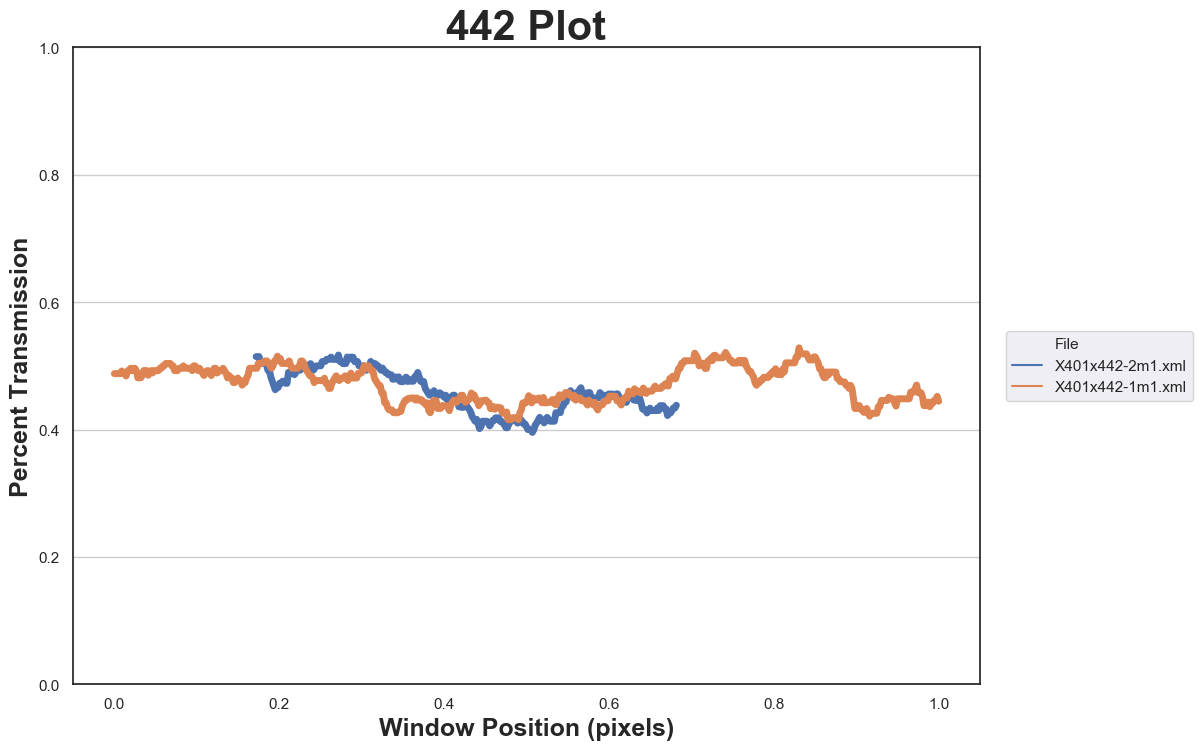 442 Plot
1.0
0.8
0.6
0.4
0.2
0.0
Percent Transmission
0.0 0.2 0.4 0.6 0.8 1.0
Window Position (pixels)
File
X401x442-2m1.xml
X401x442-1m1.xml